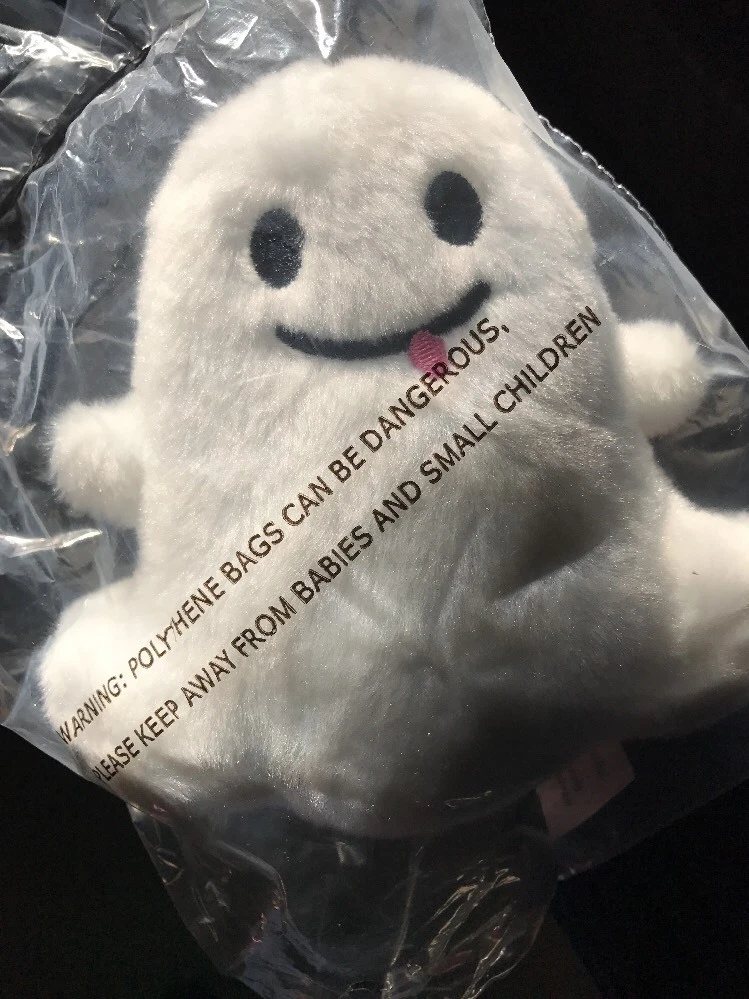 WARNING: POLYHENE BAGS CAN BE DANGEROUS,
PLEASE KEEP AWAY FROM BABIES AND SMALL CHILDREN